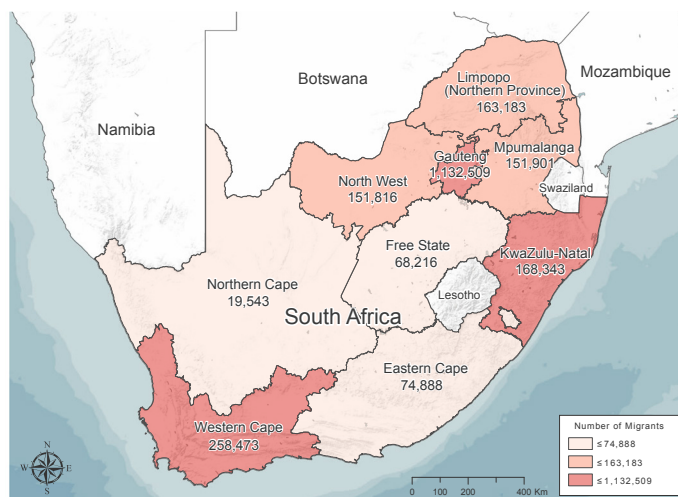 Botswana
Mozambique
Namibia
Limpopo
(Northern Province)
163,183
Mpumalanga
151,901
Gauteng
1,132,509
North West
151,816
Swaziland
Free State
68,216
KwaZulu-Natal
168,343
Northern Cape
19,543
Lesotho
South Africa
Eastern Cape
74,888
Western Cape
258,473
Number of Migrants
≤74,888
≤163,183
≤1,132,509
N
W E
S
0 100 200 400 Km